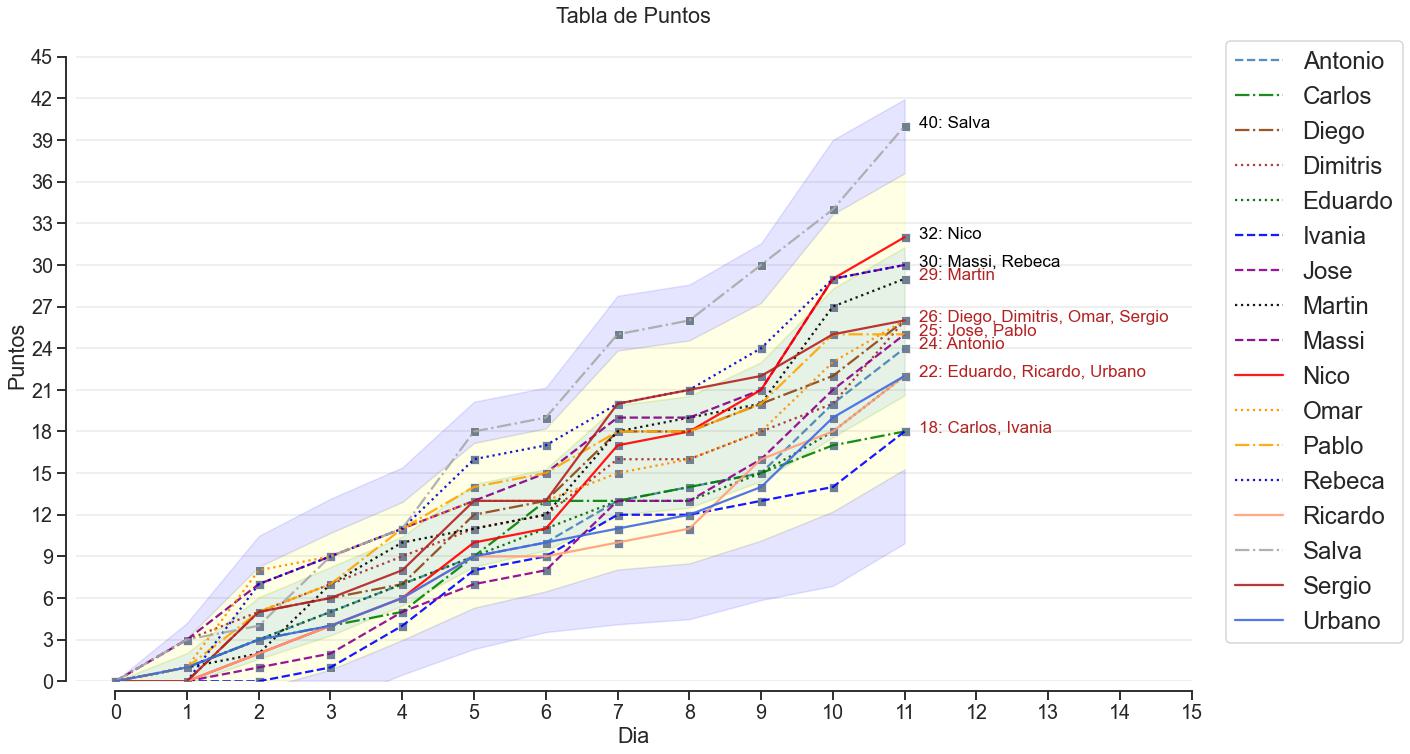 Tabla de Puntos
45
42
39
36
33
30
27
24
21
18
15
12
9
6
3
0
Puntos
0 1 2 3 4 5 6 7 8 9 10 11 12 13 14 15
Dia
40: Salva
32: Nico
30: Massi, Rebeca
29: Martin
26: Diego, Dimitris, Omar, Sergio
25: Jose, Pablo
24: Antonio
22: Eduardo, Ricardo, Urbano
18: Carlos, Ivania
Antonio
Carlos
Diego
Dimitris
Eduardo
Ivania
Jose
Martin
Massi
Nico
Omar
Pablo
Rebeca
Ricardo
Salva
Sergio
Urbano